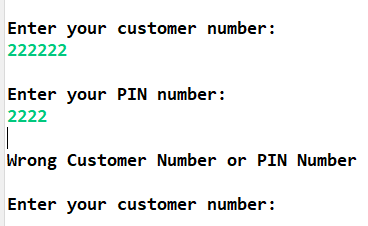 Enter your customer number:
222222
Enter your PIN number:
2222
Wrong Customer Number or PIN Number
Enter your customer number: